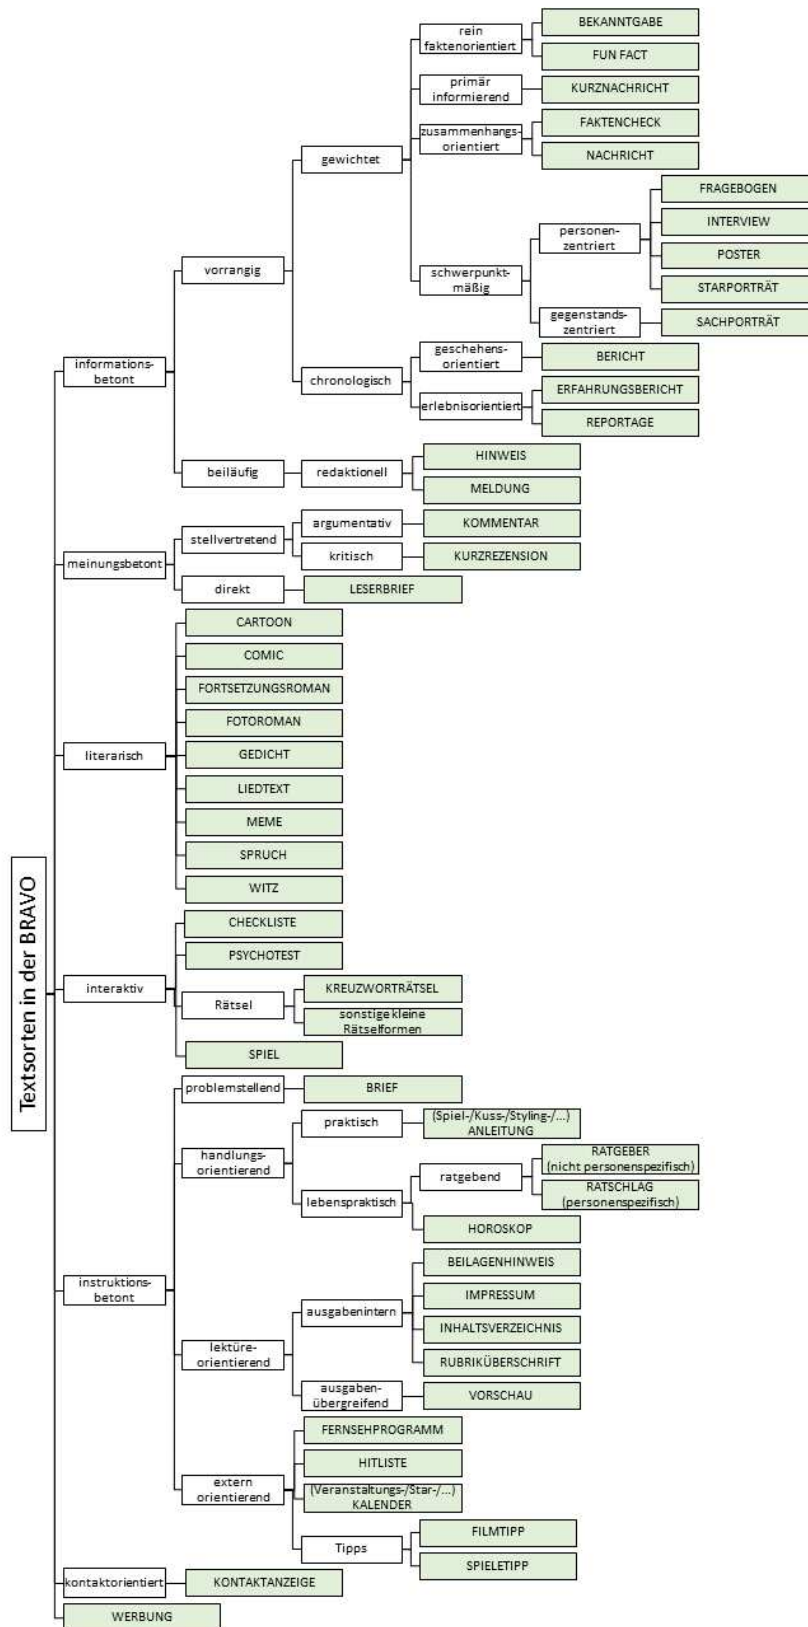 Textsorten in der BRAVO
informations-
betont
vorrangig
gewichtet
rein
faktenorientiert
BEKANNTGABE
FUN FACT
primär
informierend
KURZNACHRICHT
zusammenhangs-
orientiert
FAKTENCHECK
NACHRICHT
schwerpunkt-
mäßig
personen-
zentriert
FRAGEBOGEN
INTERVIEW
POSTER
STARPORTRÄT
gegenstands-
zentriert
SACHPORTRÄT
chronologisch
geschehens-
orientiert
BERICHT
erlebnisorientiert
ERFAHRUNGSBERICHT
REPORTAGE
beiläufig
redaktionell
HINWEIS
MELDUNG
meinungsbetont
stellvertretend
argumentativ
KOMMENTAR
kritisch
KURZREZENSION
direkt
LESERBRIEF
literarisch
CARTOON
COMIC
FORTSETZUNGSROMAN
FOTOROMAN
GEDICHT
LIEDTEXT
MEME
SPRUCH
WITZ
interaktiv
CHECKLISTE
PSYCHOTEST
Rätsel
KREUZWORTRÄTSEL
sonstige kleine
Rätselformen
SPIEL
instruktions-
betont
problemstellend
BRIEF
handlungs-
orientierend
praktisch
(Spiel-/Kuss-/Styling-/...)
ANLEITUNG
lebenspraktisch
ratgebend
RATGEBER
(nicht personenspezifisch)
RATSCHLAG
(personenspezifisch)
HOROSKOP
lektüre-
orientierend
ausgabenintern
BEILAGENHINWEIS
IMPRESSUM
INHALTSVERZEICHNIS
RUBRIKÜBERSCHRIFT
ausgaben-
übergreifend
VORSCHAU
extern
orientierend
FERNSEHPROGRAMM
HITLISTE
(Veranstaltungs-/Star-/...)
KALENDER
Tipps
FILMTIPP
SPIELETIPP
kontaktorientiert
KONTAKTANZEIGE
WERBUNG